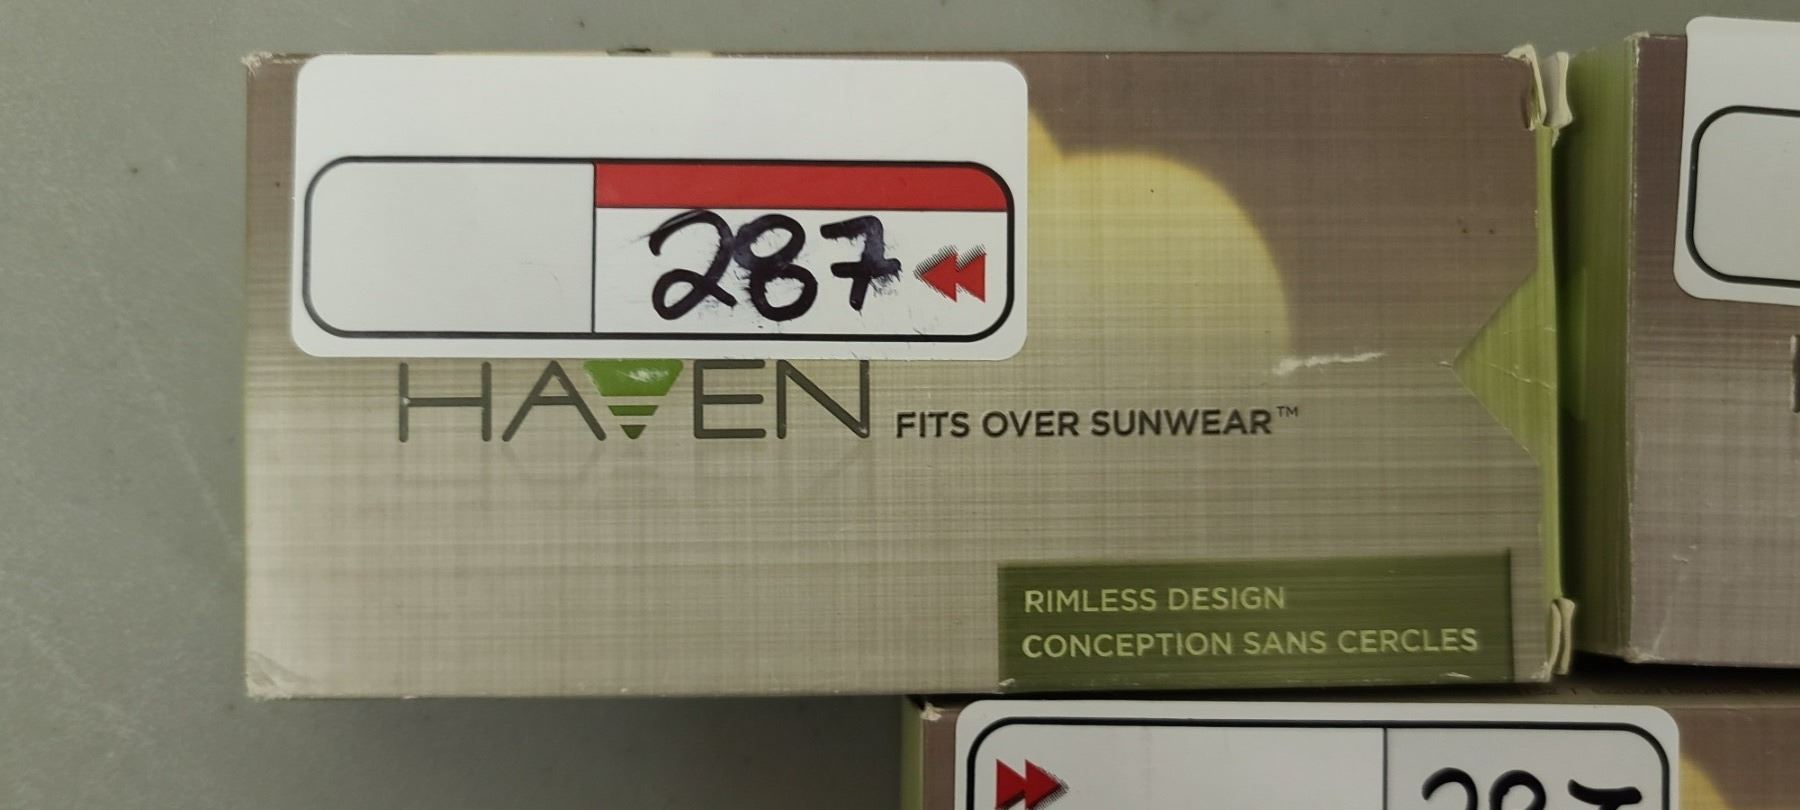 287
HAVEN FITS OVER SUNWEAR™
RIMLESS DESIGN
CONCEPTION SANS CERCLES